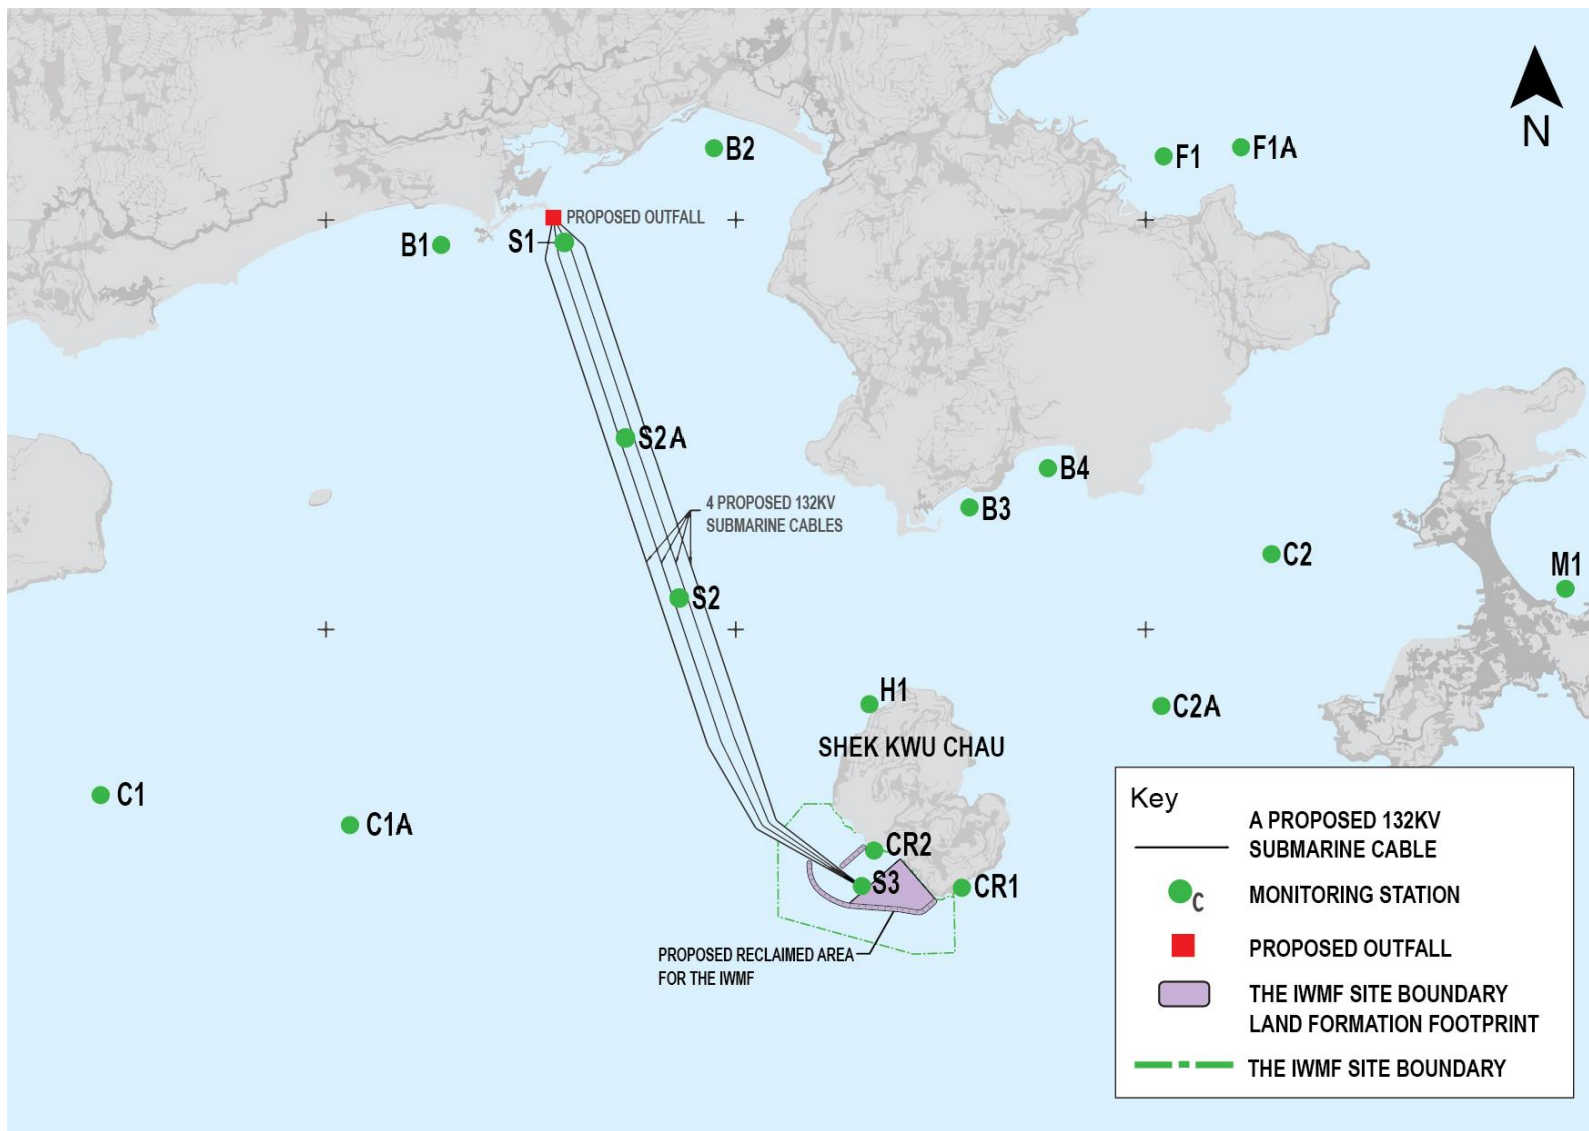 N
B2
F1
F1A
PROPOSED OUTFALL
B1
S1
S2A
B4
4 PROPOSED 132KV
SUBMARINE CABLES
B3
C2
M1
S2
H1
C2A
SHEK KWU CHAU
C1
C1A
CR2
S3
CR1
PROPOSED RECLAIMED AREA
FOR THE IWMF
Key
A PROPOSED 132KV
SUBMARINE CABLE
C
MONITORING STATION
PROPOSED OUTFALL
THE IWMF SITE BOUNDARY
LAND FORMATION FOOTPRINT
THE IWMF SITE BOUNDARY